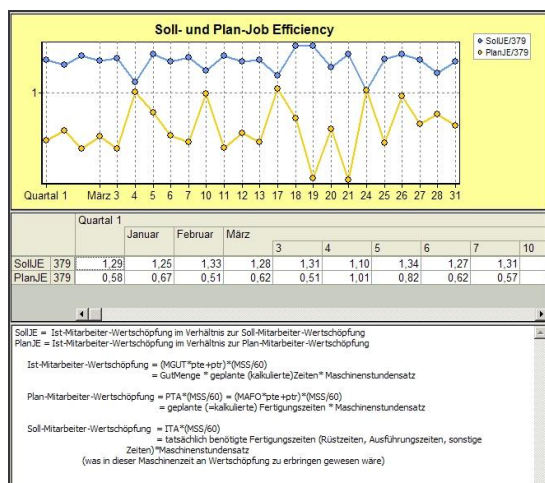 Soll- und Plan-Job Efficiency
SollJE/379
PlanJE/379
1
Quartal 1 März 3 4 5 6 7 10 11 12 13 14 17 18 19 20 21 24 25 26 27 28 31
Quartal 1
Januar Februar März
3 4 5 6 7 10
SollJE 379 1,29 1,25 1,33 1,28 1,31 1,10 1,34 1,27 1,31
PlanJE 379 0,58 0,67 0,51 0,62 0,51 1,01 0,82 0,62 0,57
SollJE = Ist-Mitarbeiter-Wertschöpfung im Verhältnis zur Soll-Mitarbeiter-Wertschöpfung
PlanJE = Ist-Mitarbeiter-Wertschöpfung im Verhältnis zur Plan-Mitarbeiter-Wertschöpfung
Ist-Mitarbeiter-Wertschöpfung = (MGUT*pte+ptr)*(MSS/60)
= GutMenge * geplante (kalkulierte)Zeiten* Maschinenstundensatz
Plan-Mitarbeiter-Wertschöpfung = PTA*(MSS/60) = (MAFO*pte+ptr)*(MSS/60)
= geplante (=kalkulierte) Fertigungszeiten * Maschinenstundensatz
Soll-Mitarbeiter-Wertschöpfung = ITA*(MSS/60)
= tatsächlich benötigte Fertigungszeiten (Rüstzeiten, Ausführungszeiten, sonstige
Zeiten)*Maschinenstundensatz
(was in dieser Maschinenzeit an Wertschöpfung zu erbringen gewesen wäre)